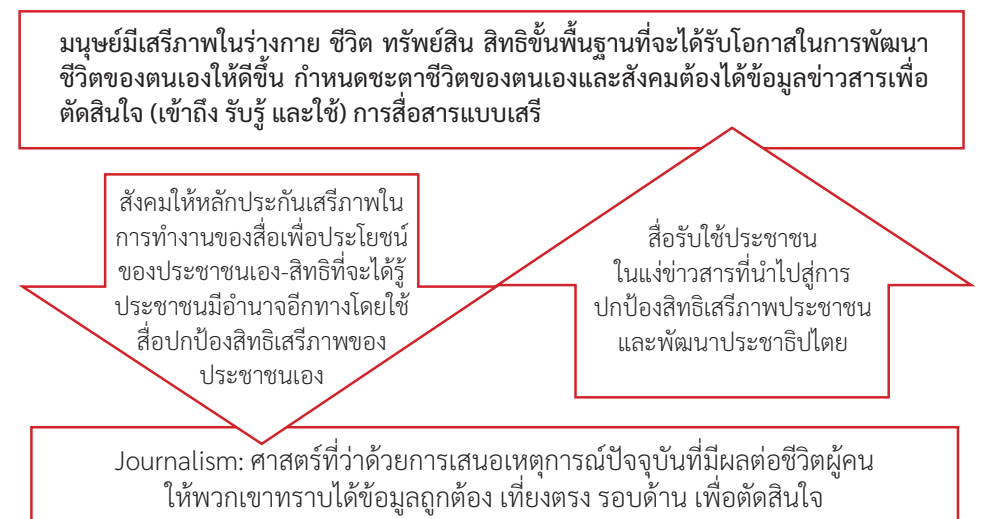 มนุษย์มีเสรีภาพในร่างกาย ชีวิต ทรัพย์สิน สิทธิขั้นพื้นฐานที่จะได้รับโอกาสในการพัฒนา
ชีวิตของตนเองให้ดีขึ้น กำหนดชะตาชีวิตของตนเองและสังคมต้องได้ข้อมูลข่าวสารเพื่อ
ตัดสินใจ (เข้าถึง รับรู้ และใช้) การสื่อสารแบบเสรี
สังคมให้หลักประกันเสรีภาพใน
การทำงานของสื่อเพื่อประโยชน์
ของประชาชนเอง-สิทธิที่จะได้รู้
ประชาชนมีอำนาจอีกทางโดยใช้
สื่อปกป้องสิทธิเสรีภาพของ
ประชาชนเอง
สื่อรับใช้ประชาชน
ในแง่ข่าวสารที่นำไปสู่การ
ปกป้องสิทธิเสรีภาพประชาชน
และพัฒนาประชาธิปไตย
Journalism: ศาสตร์ที่ว่าด้วยการเสนอเหตุการณ์ปัจจุบันที่มีผลต่อชีวิตผู้คน
ให้พวกเขาทราบได้ข้อมูลถูกต้อง เที่ยงตรง รอบด้าน เพื่อตัดสินใจ